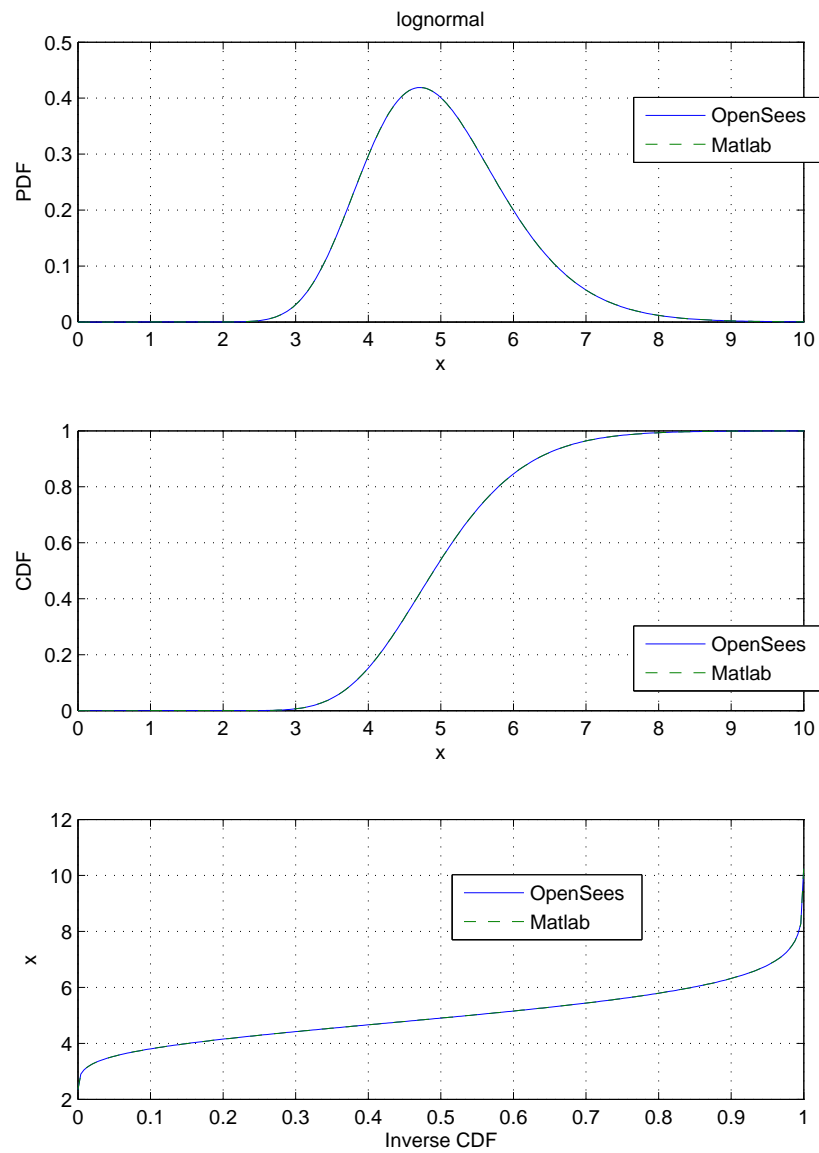 lognormal
0.5
0.4
0.3
0.2
0.1
0
PDF
OpenSees
Matlab
0 1 2 3 4 5 6 7 8 9 10
x
1
0.8
0.6
0.4
0.2
0
CDF
OpenSees
Matlab
0 1 2 3 4 5 6 7 8 9 10
x
12
10
8
6
4
2
x
OpenSees
Matlab
0 0.1 0.2 0.3 0.4 0.5 0.6 0.7 0.8 0.9 1
Inverse CDF